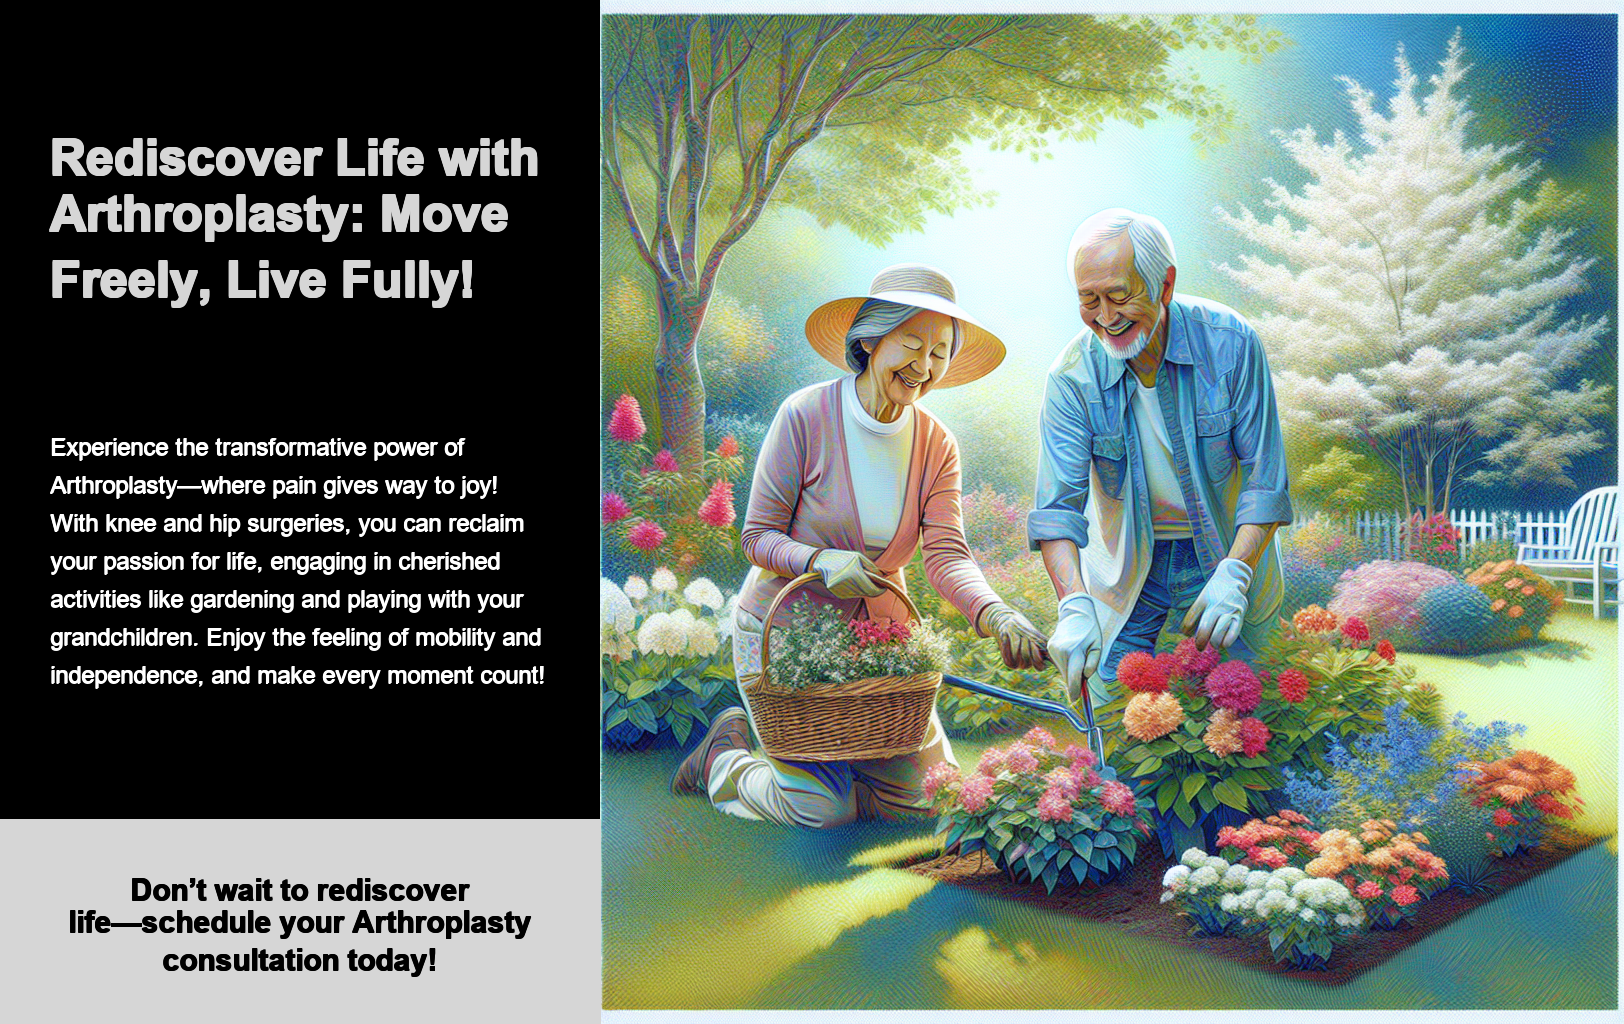 Rediscover Life with
Arthroplasty: Move
Freely, Live Fully!
Experience the transformative power of
Arthroplasty—where pain gives way to joy!
With knee and hip surgeries, you can reclaim
your passion for life, engaging in cherished
activities like gardening and playing with your
grandchildren. Enjoy the feeling of mobility and
independence, and make every moment count!
Don’t wait to rediscover
life—schedule your Arthroplasty
consultation today!